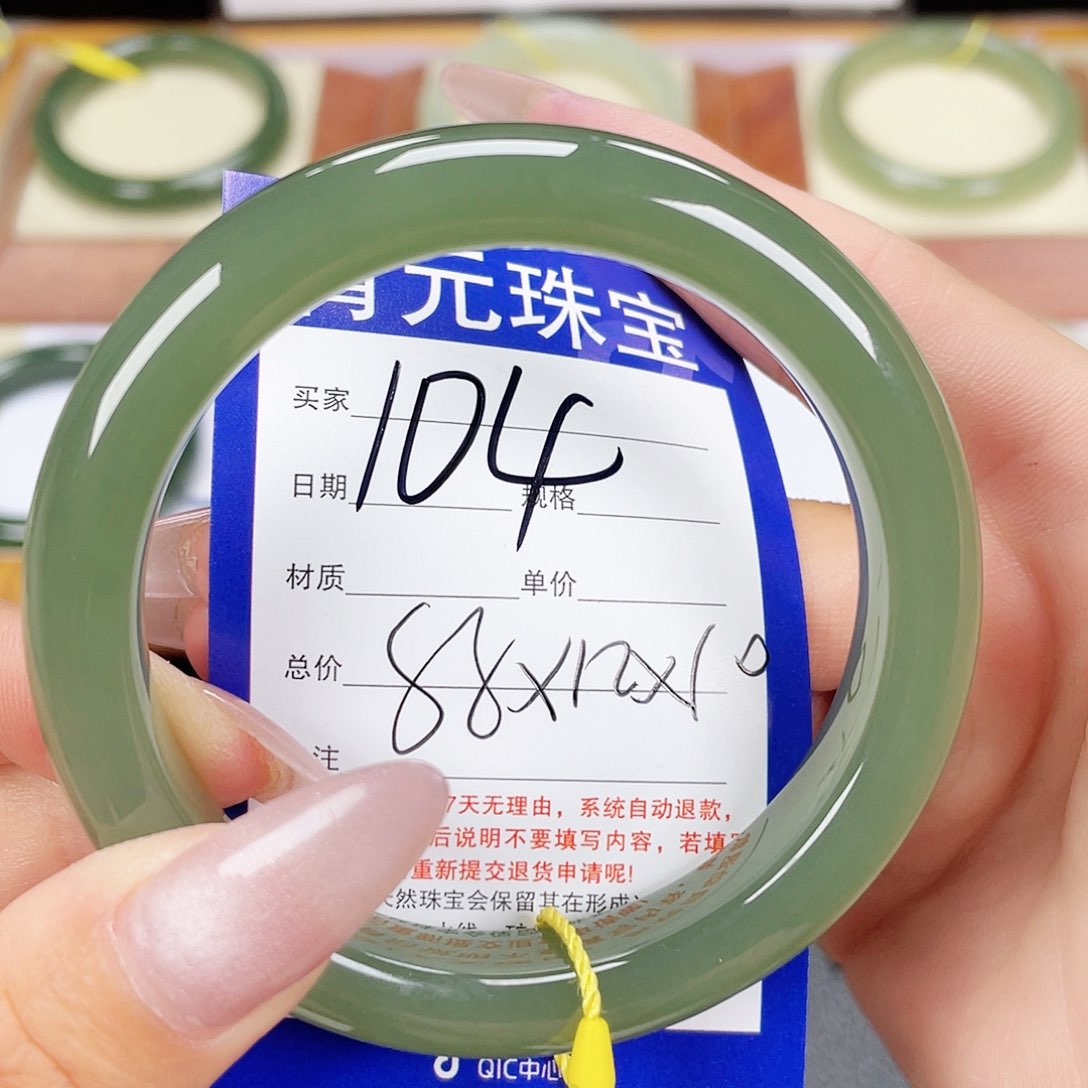 元珠宝
买家 104
日期 规格
材质 单价
总价 88x12x10
注
7天无理由，系统自动退款，
后说明不要填写内容，若填写
重新提交退货申请呢!
然珠宝会保留其在形成
QIC中心